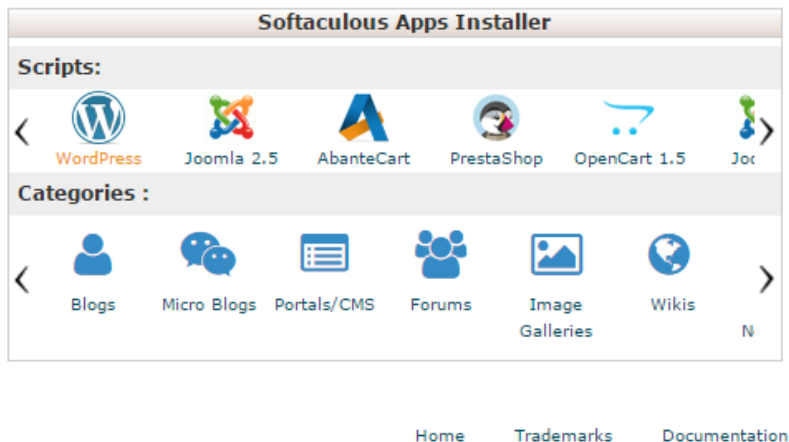 Softaculous Apps Installer
Scripts:
WordPress Joomla 2.5 AbanteCart PrestaShop OpenCart 1.5
Categories :
Blogs Micro Blogs Portals/CMS Forums Image Wikis
Galleries
Home Trademarks Documentation